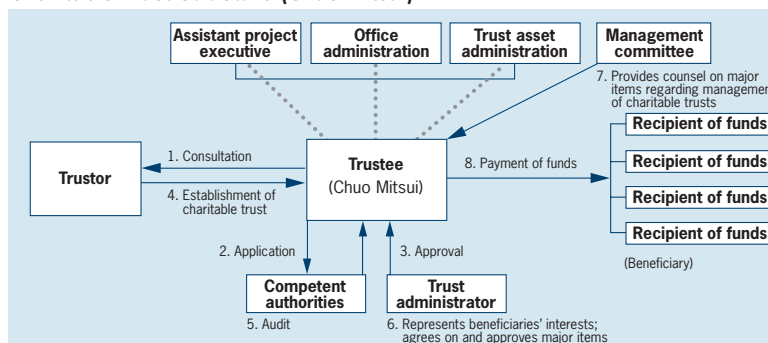 Assistant project
executive
Office
administration
Trust asset
administration
Management
committee
7. Provides counsel on major
items regarding management
of charitable trusts
Trustor
1. Consultation
4. Establishment of
charitable trust
Trustee
(Chuo Mitsui)
8. Payment of funds
Recipient of funds
Recipient of funds
Recipient of funds
Recipient of funds
(Beneficiary)
2. Application
3. Approval
Competent
authorities
5. Audit
Trust
administrator
6. Represents beneficiaries' interests;
agrees on and approves major items